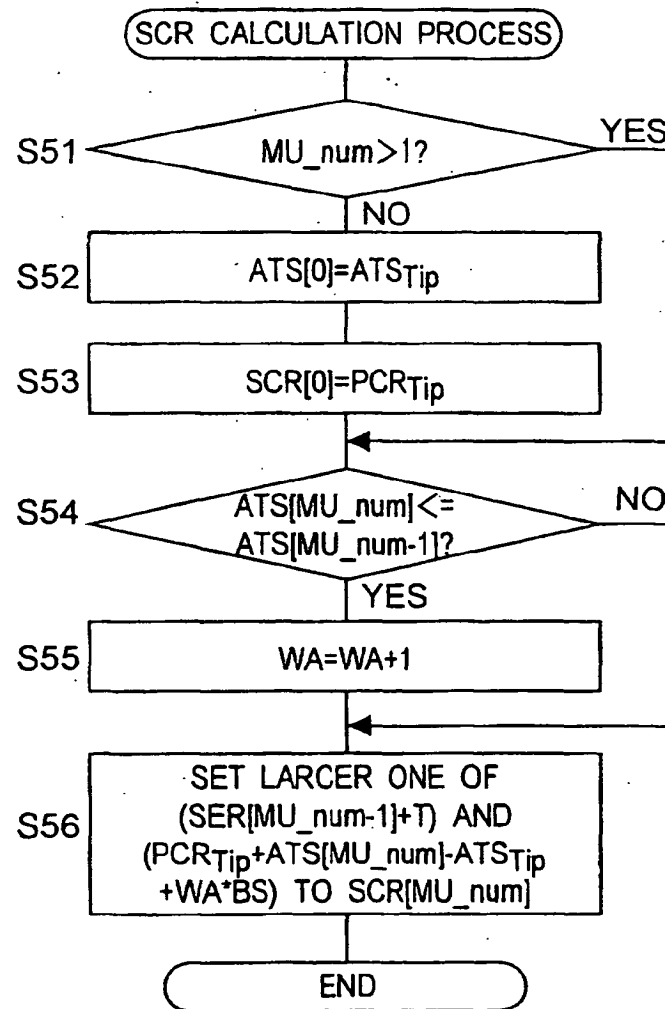 SCR CALCULATION PROCESS
S51
MU_num>1?
YES
NO
S52
ATS[0]=ATSTip
S53
SCR[0]=PCRTip
S54
ATS[MU_num]<=
ATS[MU_num-1]?
NO
YES
S55
WA=WA+1
S56
SET LARCER ONE OF
(SER[MU_num-1]+T) AND
(PCRTip+ATS[MU_num]-ATSTip
+WA*BS) TO SCR[MU_num]
END